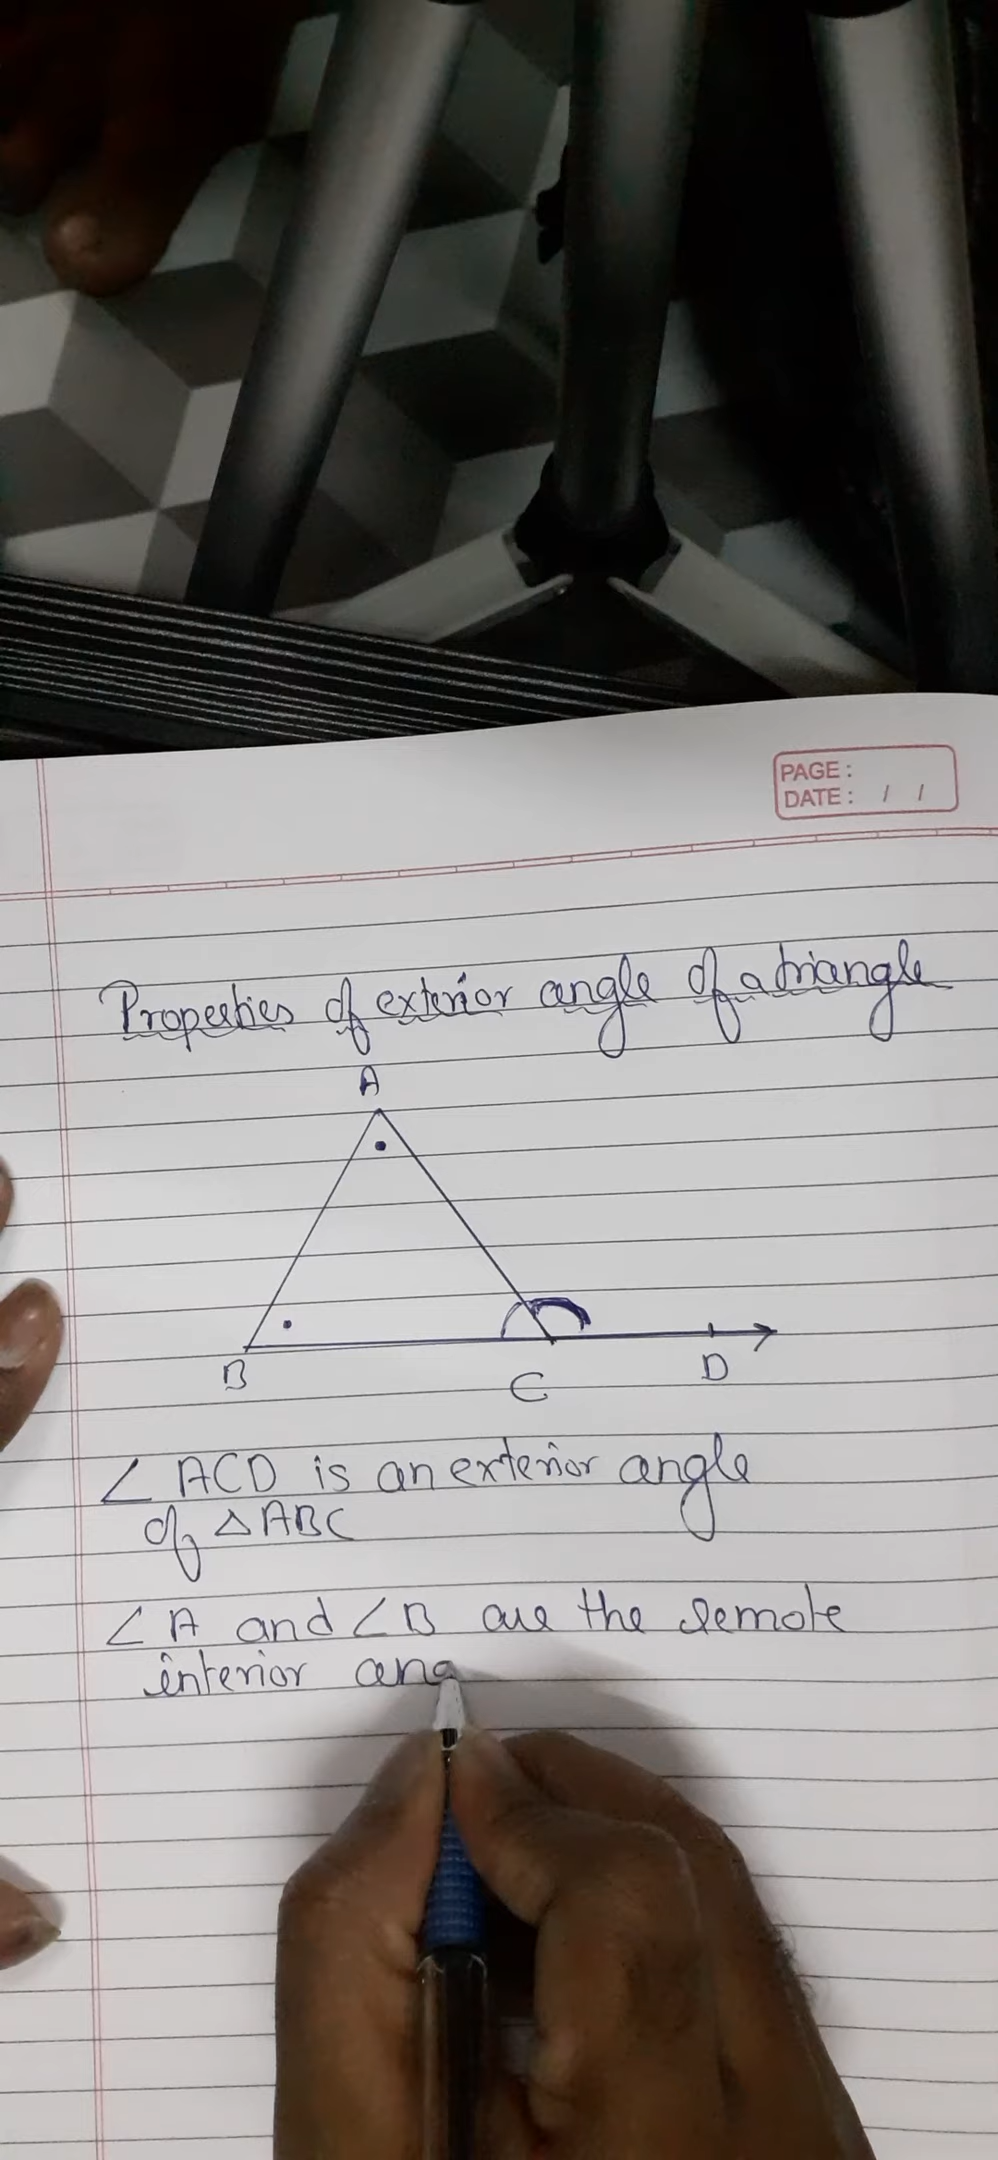 PAGE :
DATE : / /
Properties of exterior angle of a triangle
A
B
C
D
∠ ACD is an exterior angle
of △ ABC
∠ A and ∠ B are the remote
interior ang